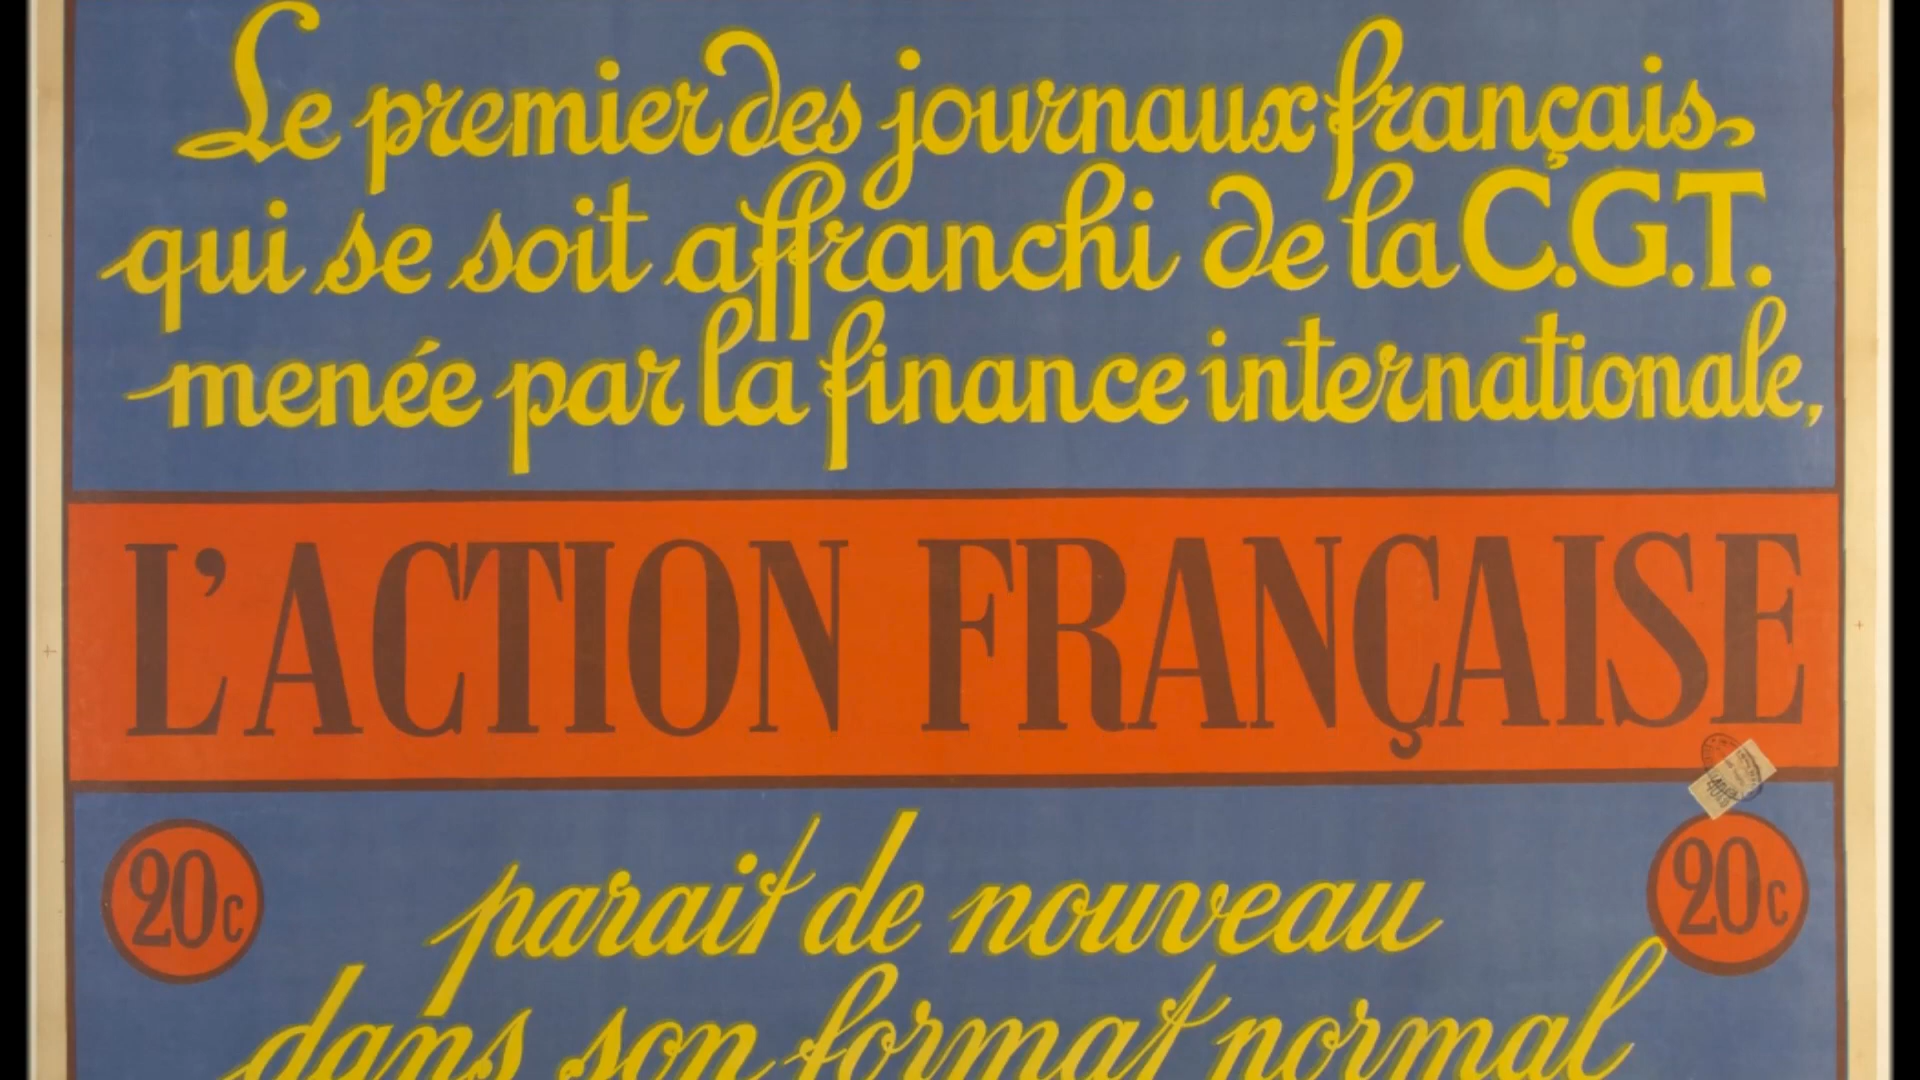 Le premier des journaux français,
qui se soit affranchi de la C.G.T.
menée par la finance internationale,
L'ACTION FRANÇAISE
20c
20c
parait de nouveau
dans son format normal